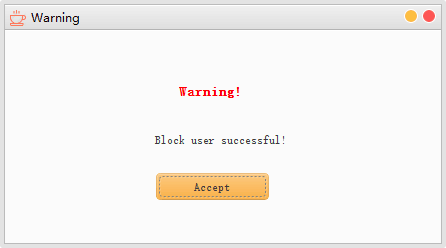 Warning
Warning!
Block user successful!
Accept